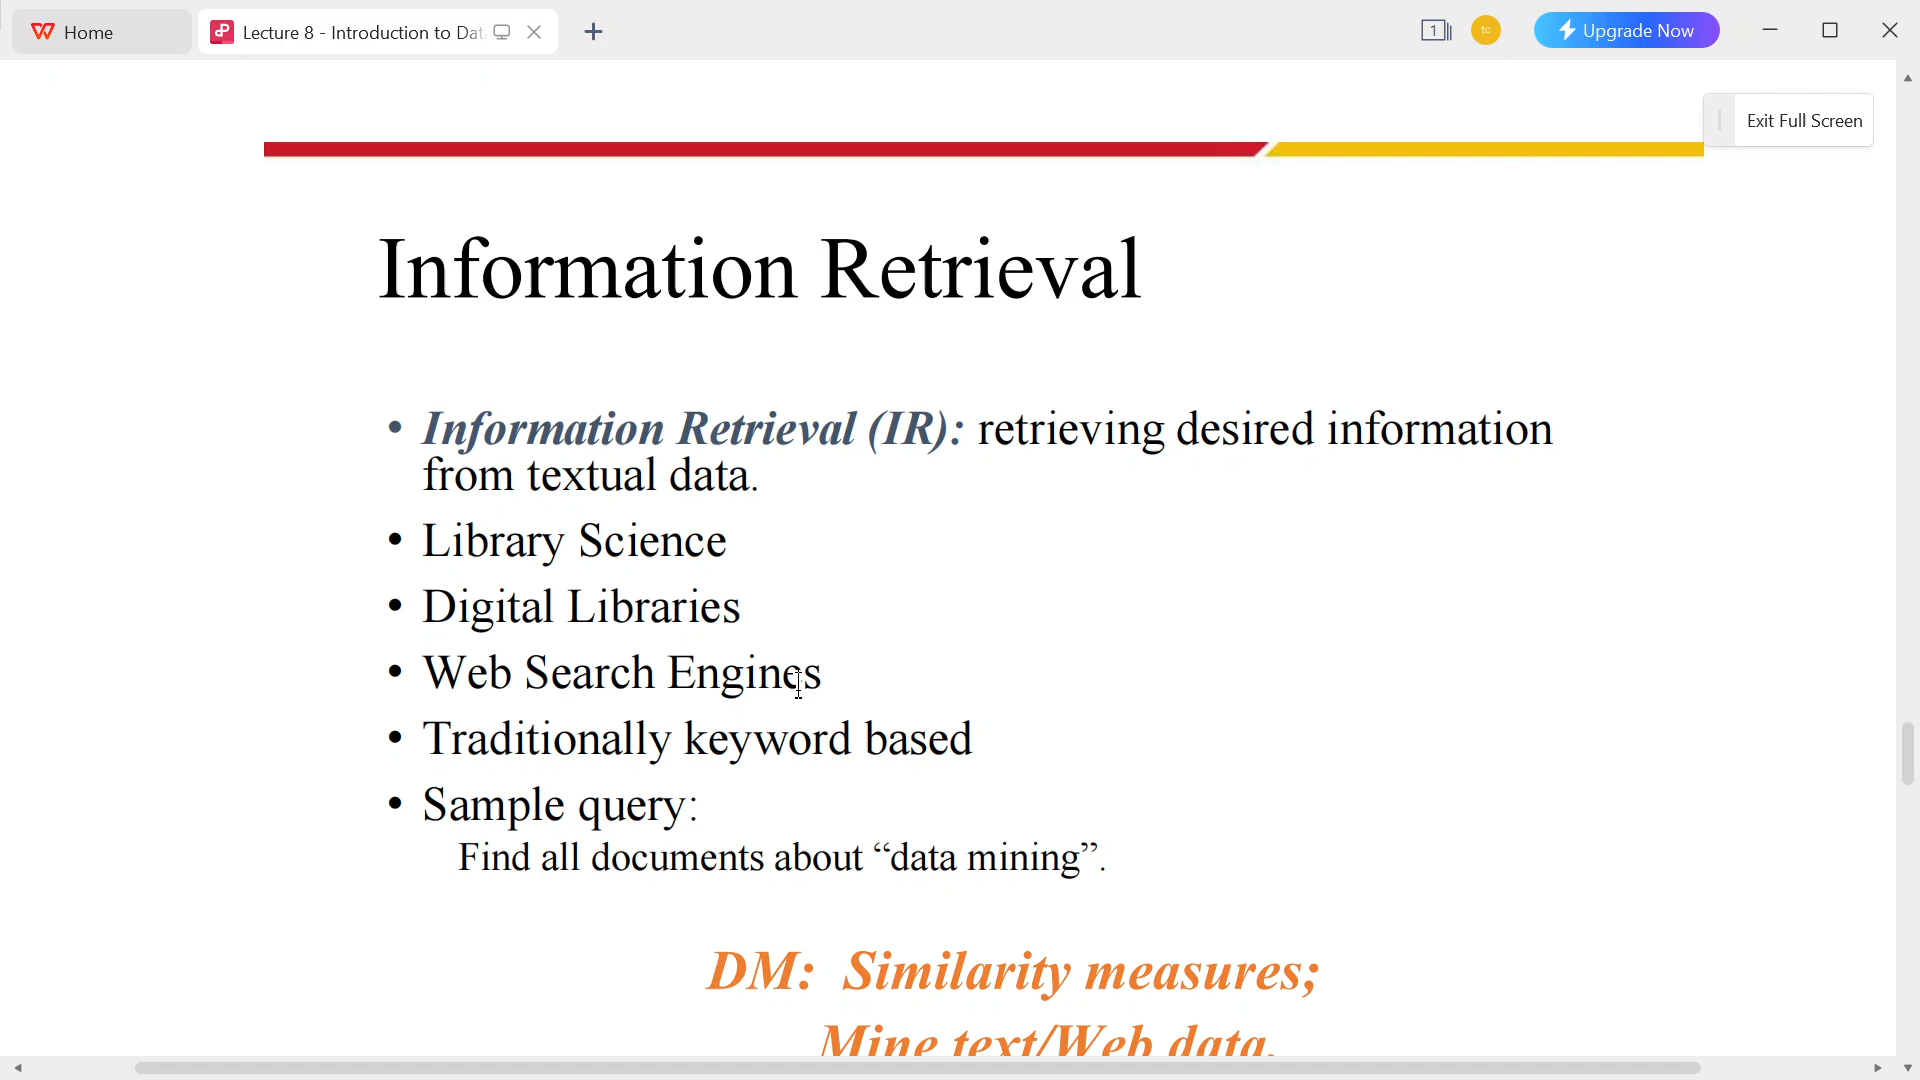 Home
Lecture 8 - Introduction to Dat
1
tc
Upgrade Now
Exit Full Screen
Information Retrieval
• Information Retrieval (IR): retrieving desired information
from textual data.
• Library Science
• Digital Libraries
• Web Search Engines
• Traditionally keyword based
• Sample query:
Find all documents about “data mining”.
DM: Similarity measures;
Mine text/Web data.